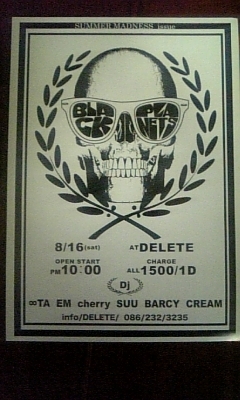 SUMMER MADNESS issue
BLACK PLANETS
8/16(sat) AT DELETE
OPEN START CHARGE
PM 10:00 ALL 1500/1D
Dj
∞TA EM cherry SUU BARCY CREAM
info/DELETE/ 086/232/3235